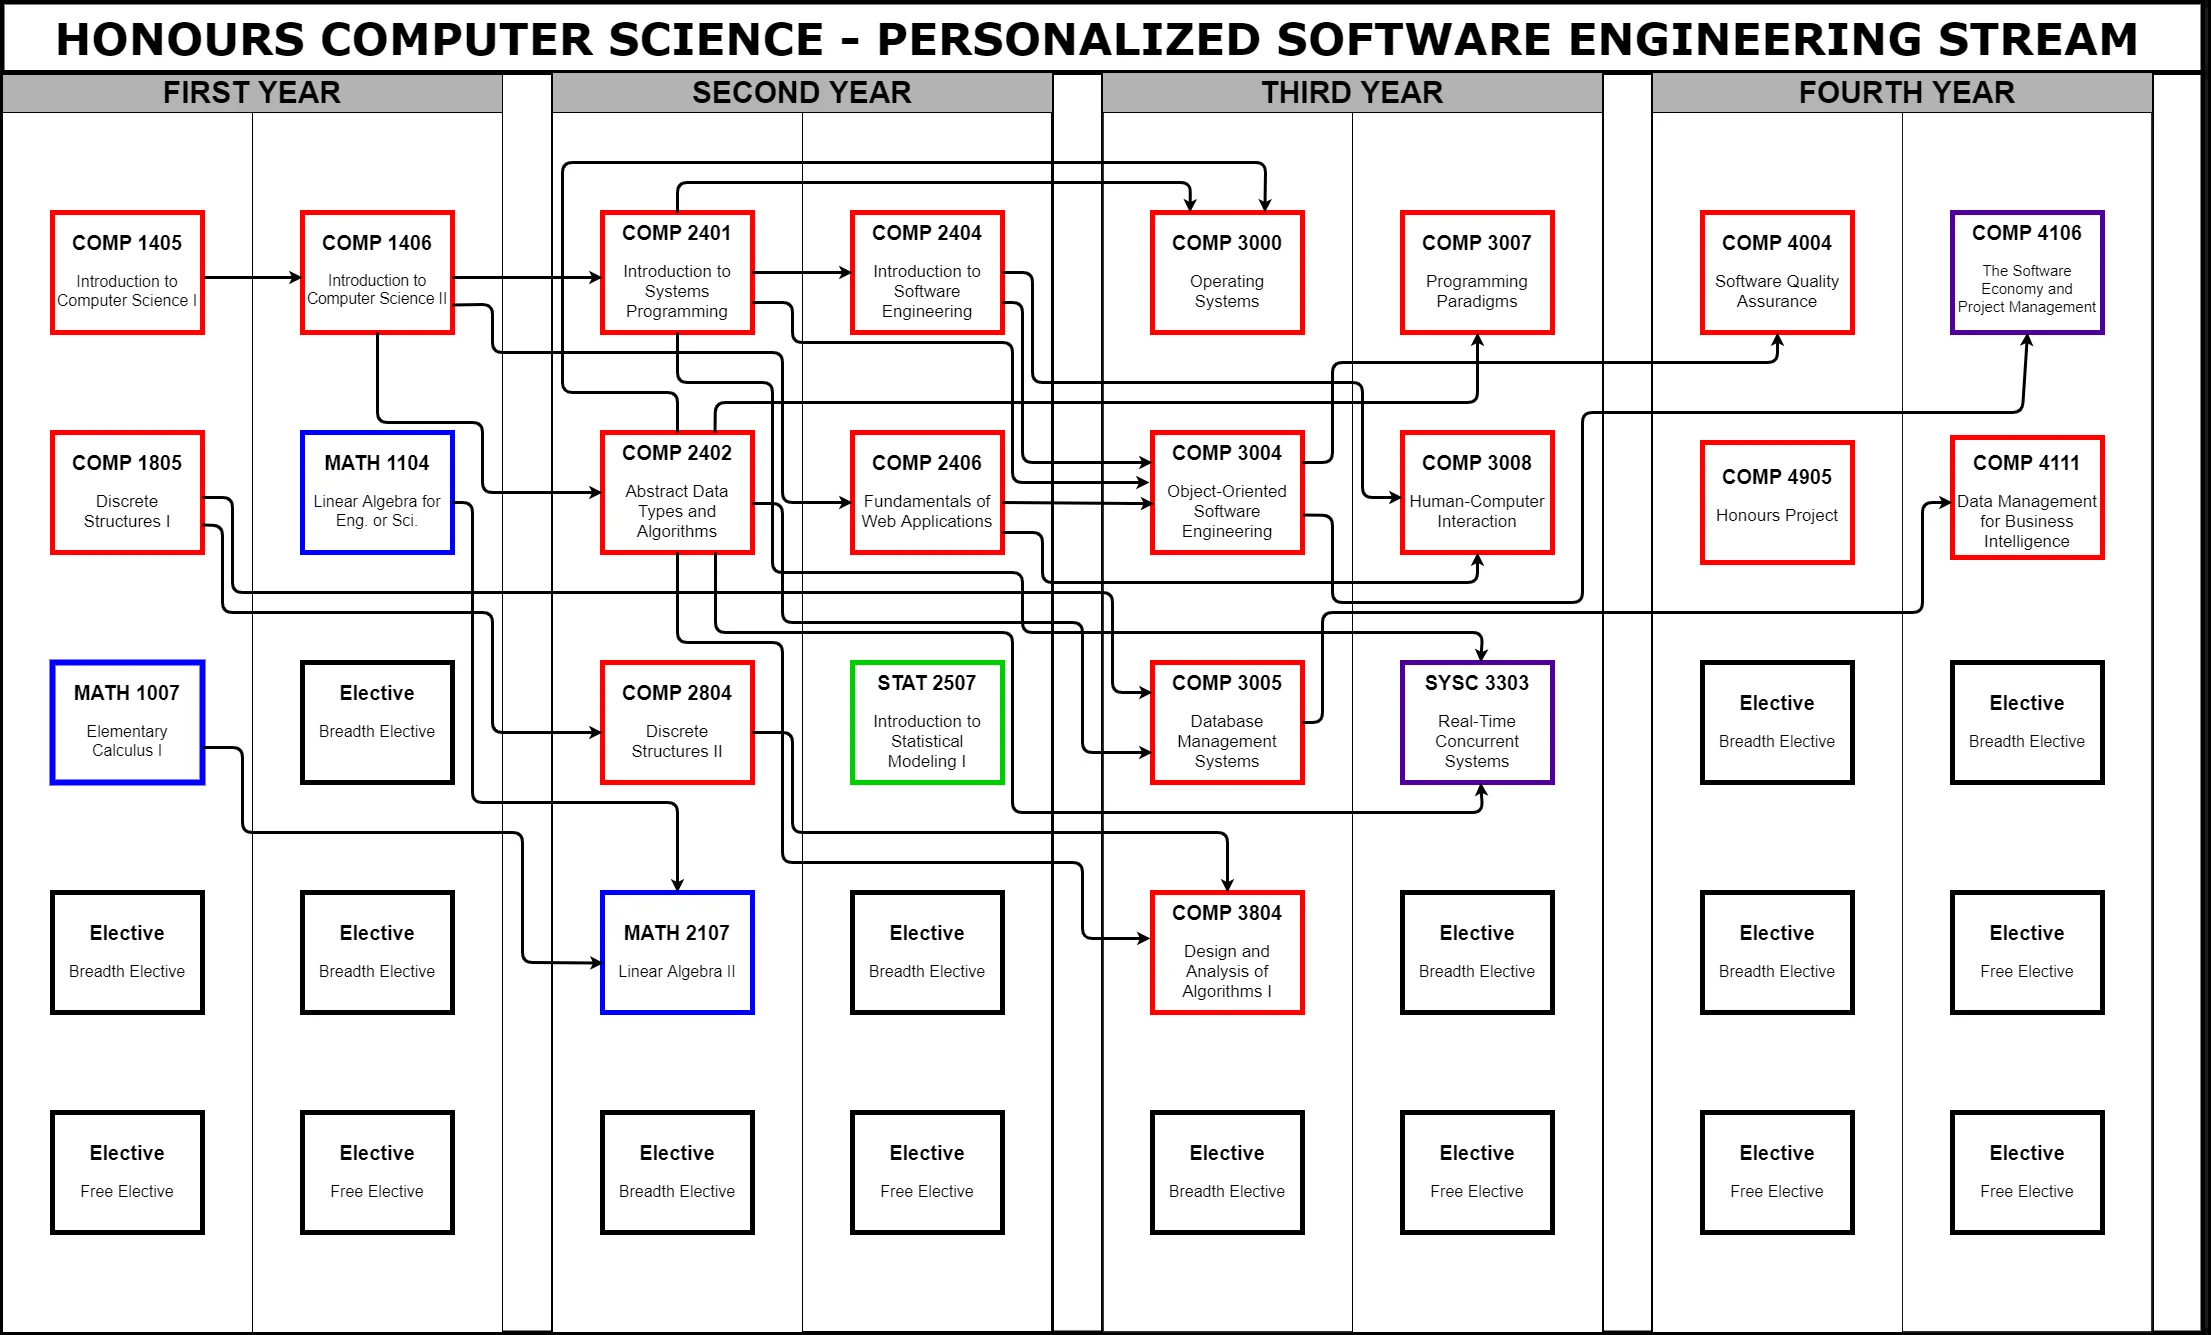 HONOURS COMPUTER SCIENCE - PERSONALIZED SOFTWARE ENGINEERING STREAM
FIRST YEAR
SECOND YEAR
THIRD YEAR
FOURTH YEAR
COMP 1405
Introduction to
Computer Science I
COMP 1406
Introduction to
Computer Science II
COMP 2401
Introduction to
Systems
Programming
COMP 2404
Introduction to
Software
Engineering
COMP 3000
Operating
Systems
COMP 3007
Programming
Paradigms
COMP 4004
Software Quality
Assurance
COMP 4106
The Software
Economy and
Project Management
COMP 1805
Discrete
Structures I
MATH 1104
Linear Algebra for
Eng. or Sci.
COMP 2402
Abstract Data
Types and
Algorithms
COMP 2406
Fundamentals of
Web Applications
COMP 3004
Object-Oriented
Software
Engineering
COMP 3008
Human-Computer
Interaction
COMP 4905
Honours Project
COMP 4111
Data Management
for Business
Intelligence
MATH 1007
Elementary
Calculus I
Elective
Breadth Elective
COMP 2804
Discrete
Structures II
STAT 2507
Introduction to
Statistical
Modeling I
COMP 3005
Database
Management
Systems
SYSC 3303
Real-Time
Concurrent
Systems
Elective
Breadth Elective
Elective
Breadth Elective
Elective
Breadth Elective
Elective
Breadth Elective
MATH 2107
Linear Algebra II
Elective
Breadth Elective
COMP 3804
Design and
Analysis of
Algorithms I
Elective
Breadth Elective
Elective
Breadth Elective
Elective
Free Elective
Elective
Free Elective
Elective
Free Elective
Elective
Breadth Elective
Elective
Free Elective
Elective
Breadth Elective
Elective
Free Elective
Elective
Free Elective
Elective
Free Elective